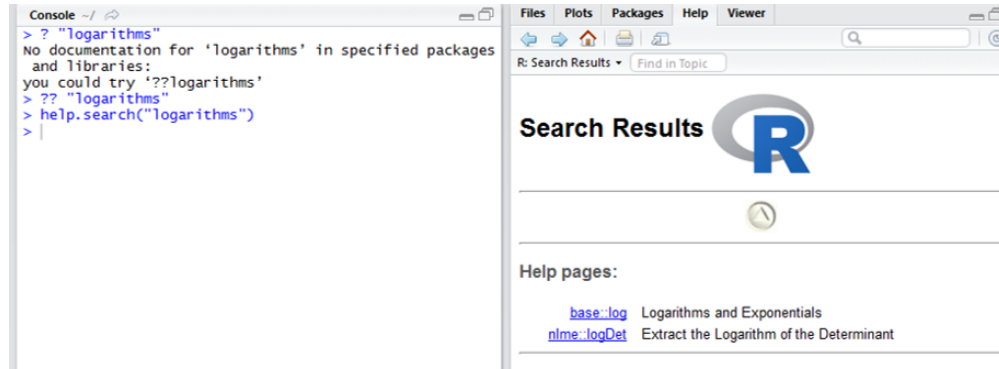 Console ~/
> ? "logarithms"
No documentation for ‘logarithms’ in specified packages
 and libraries:
you could try ‘??logarithms’
> ?? "logarithms"
> help.search("logarithms")
>
Files Plots Packages Help Viewer
R: Search Results Find in Topic
Search Results R
Help pages:
base::log Logarithms and Exponentials
nlme::logDet Extract the Logarithm of the Determinant